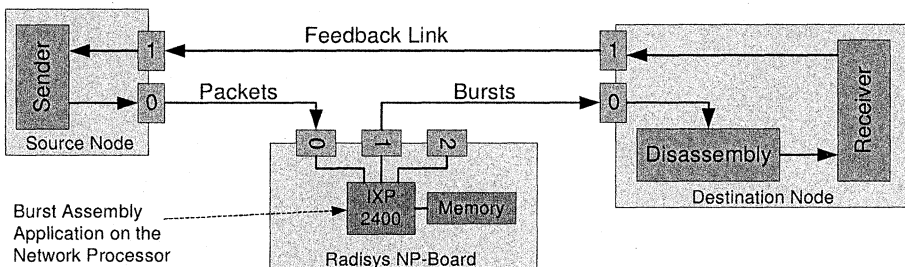 Feedback Link
Sender
1
1
Receiver
0
Packets
Bursts
0
Source Node
0
1
2
Disassembly
IXP
2400
Memory
Destination Node
Burst Assembly
Application on the
Network Processor
Radisys NP-Board